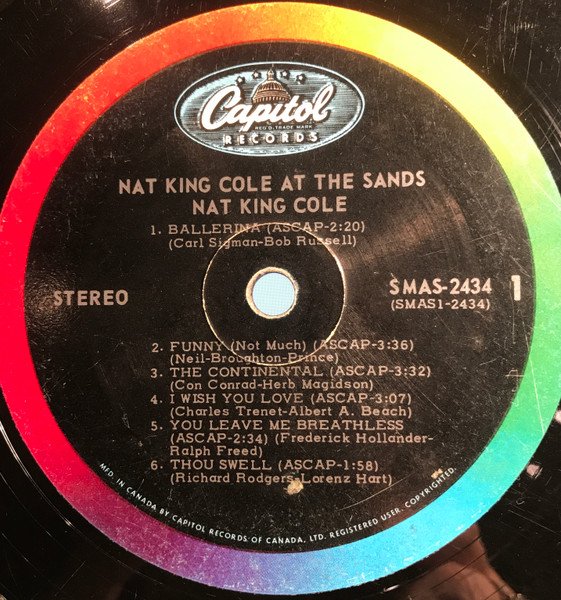 Capitol
REG'D. TRADE MARK
RECORDS
NAT KING COLE AT THE SANDS
NAT KING COLE
1. BALLERINA (ASCAP-2:20)
(Carl Sigman-Bob Russell)
STEREO
SMAS-2434 1
(SMAS1-2434)
2. FUNNY (Not Much) (ASCAP-3:36)
(Neil-Broughton-Prince)
3. THE CONTINENTAL (ASCAP-3:32)
(Con Conrad-Herb Magidson)
4. I WISH YOU LOVE (ASCAP-3:07)
(Charles Trenet-Albert A. Beach)
5. YOU LEAVE ME BREATHLESS
(ASCAP-2:34) (Frederick Hollander-
Ralph Freed)
6. THOU SWELL (ASCAP-1:58)
(Richard Rodgers-Lorenz Hart)
MFD. IN CANADA BY CAPITOL RECORDS OF CANADA, LTD. REGISTERED USER. COPYRIGHTED.